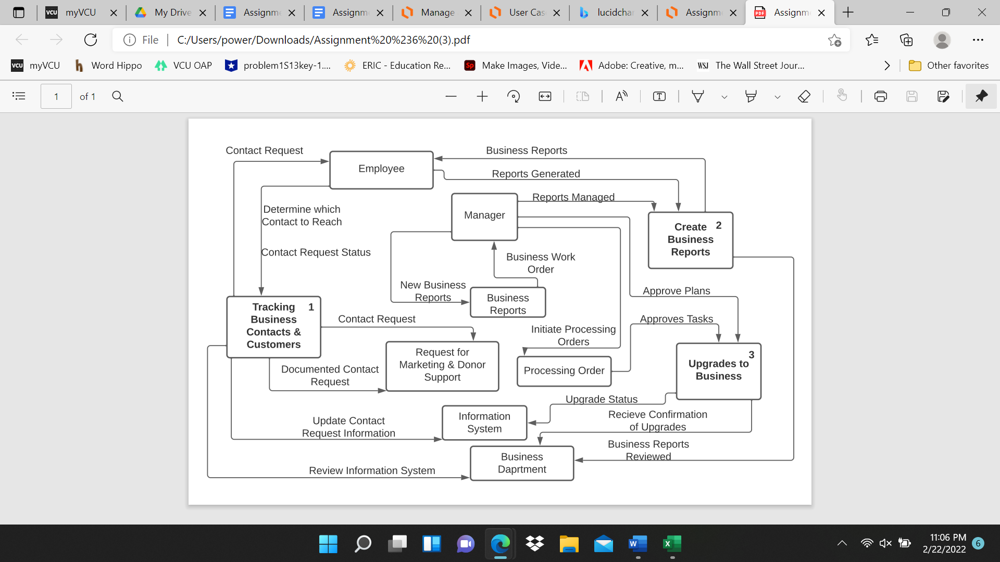 myVCU
My Drive
Assignme
Assignm
Manage
User Cas
lucidchar
Assignm
Assignme
File
C:/Users/power/Downloads/Assignment%20%236%20(3).pdf
VCU myVCU
h Word Hippo
VCU OAP
problem1S13key-1....
ERIC - Education Re...
Sp Make Images, Vide...
Adobe: Creative, m...
WSJ The Wall Street Jour...
Other favorites
1 of 1
Contact Request
Employee
Business Reports
Reports Generated
Reports Managed
Manager
Determine which
Contact to Reach
Contact Request Status
Create 2
Business
Reports
Business Work
Order
New Business
Reports
Business
Reports
Approve Plans
Approves Tasks
Tracking 1
Business
Contacts &
Customers
Contact Request
Initiate Processing
Orders
Request for
Marketing & Donor
Support
Processing Order
3
Upgrades to
Business
Documented Contact
Request
Upgrade Status
Recieve Confirmation
of Upgrades
Information
System
Update Contact
Request Information
Business Reports
Reviewed
Business
Daprtment
Review Information System
11:06 PM
2/22/2022
6